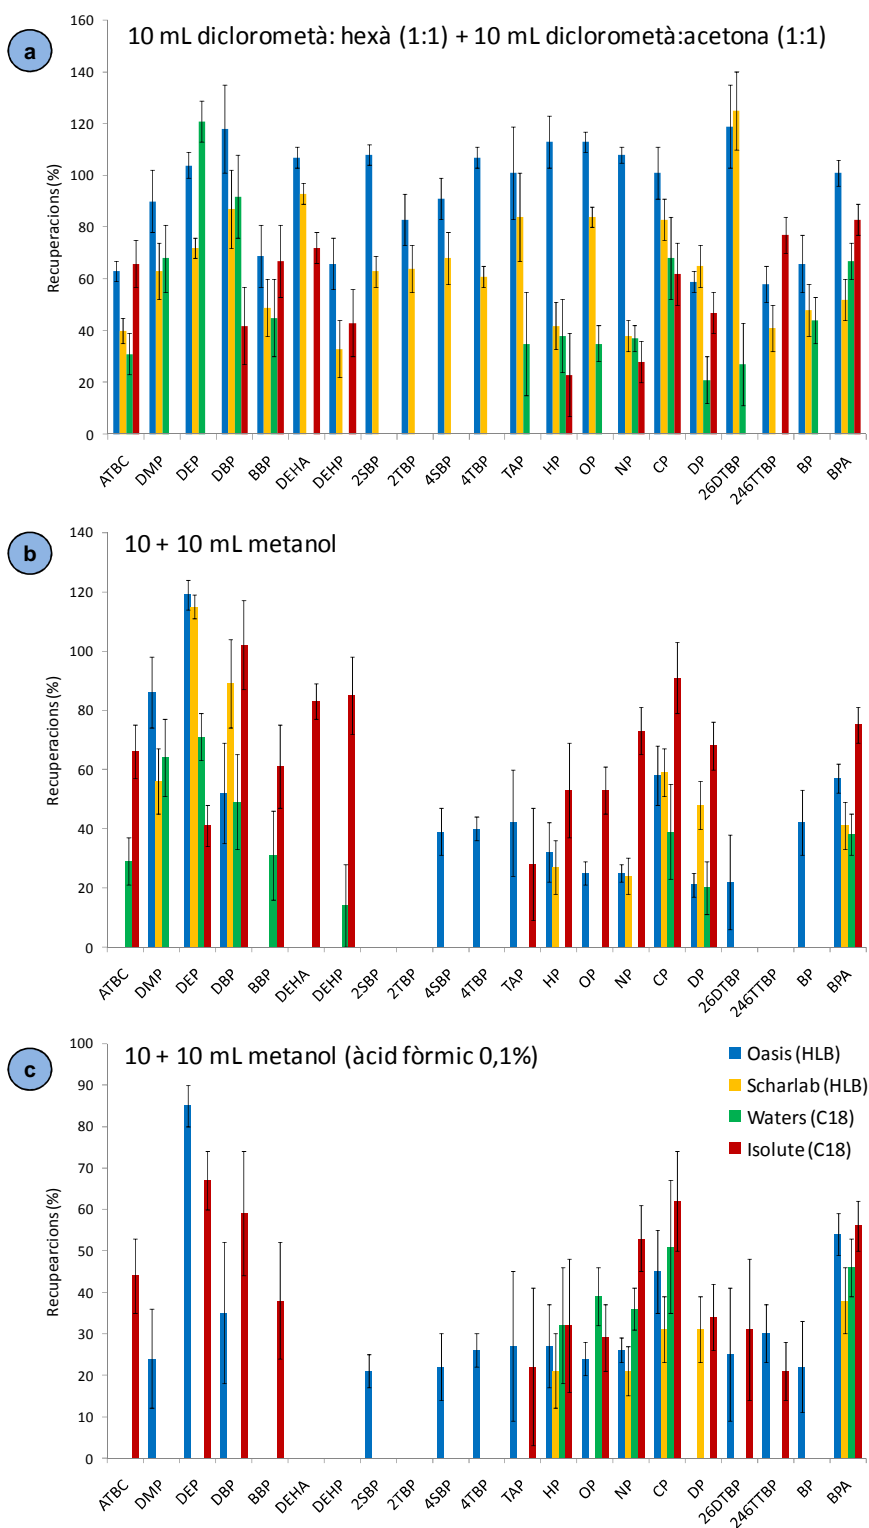 a
10 mL diclorometà: hexà (1:1) + 10 mL diclorometà:acetona (1:1)
Recuperacions (%)
160
140
120
100
80
60
40
20
0
ATBC DMP DEP DBP BBP DEHA DEHP 2SBP 2TBP 4SBP 4TBP TAP HP OP NP CP DP 26DTBP 246TTBP BP BPA
b
10 + 10 mL metanol
Recuperacions (%)
140
120
100
80
60
40
20
0
ATBC DMP DEP DBP BBP DEHA DEHP 2SBP 2TBP 4SBP 4TBP TAP HP OP NP CP DP 26DTBP 246TTBP BP BPA
c
10 + 10 mL metanol (àcid fòrmic 0,1%)
Recupearcions (%)
100
90
80
70
60
50
40
30
20
10
0
Oasis (HLB)
Scharlab (HLB)
Waters (C18)
Isolute (C18)
ATBC DMP DEP DBP BBP DEHA DEHP 2SBP 2TBP 4SBP 4TBP TAP HP OP NP CP DP 26DTBP 246TTBP BP BPA